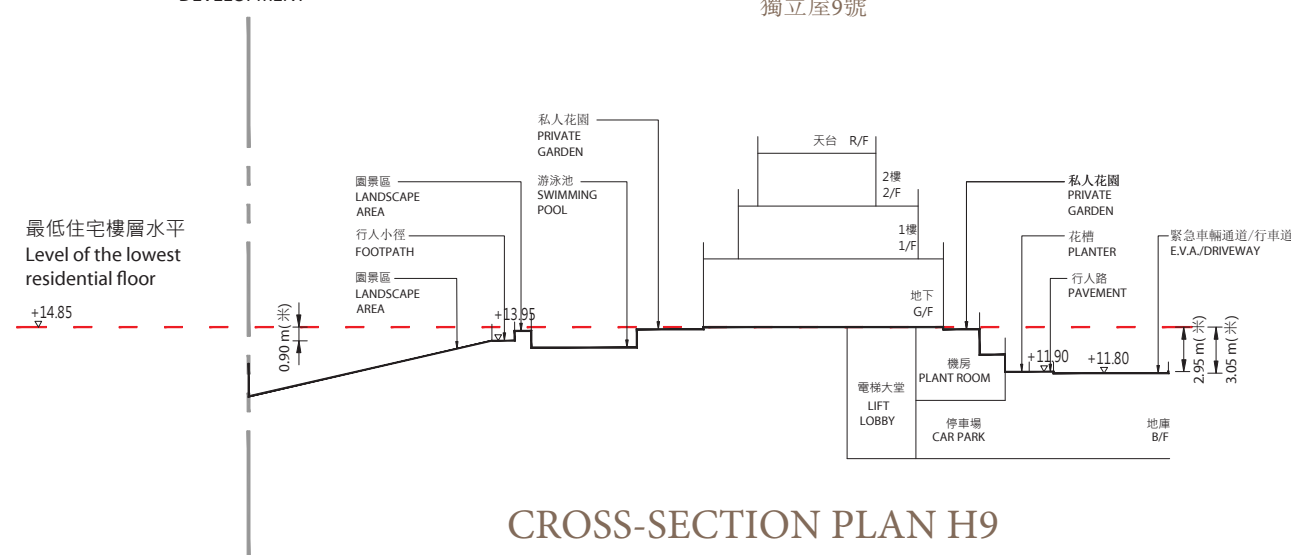 DEVELOPMENT
獨立屋9號
私人花園
PRIVATE
GARDEN
天台 R/F
園景區
LANDSCAPE
AREA
游泳池
SWIMMING
POOL
2樓
2/F
私人花園
PRIVATE
GARDEN
最低住宅樓層水平
Level of the lowest
residential floor
行人小徑
FOOTPATH
1樓
1/F
花槽
PLANTER
緊急車輛通道/行車道
E.V.A./DRIVEWAY
園景區
LANDSCAPE
AREA
行人路
PAVEMENT
地下
G/F
+14.85
0.90 m(米)
+13.95
+11.90
+11.80
2.95 m(米)
3.05 m(米)
機房
PLANT ROOM
電梯大堂
LIFT
LOBBY
停車場
CAR PARK
地庫
B/F
CROSS-SECTION PLAN H9